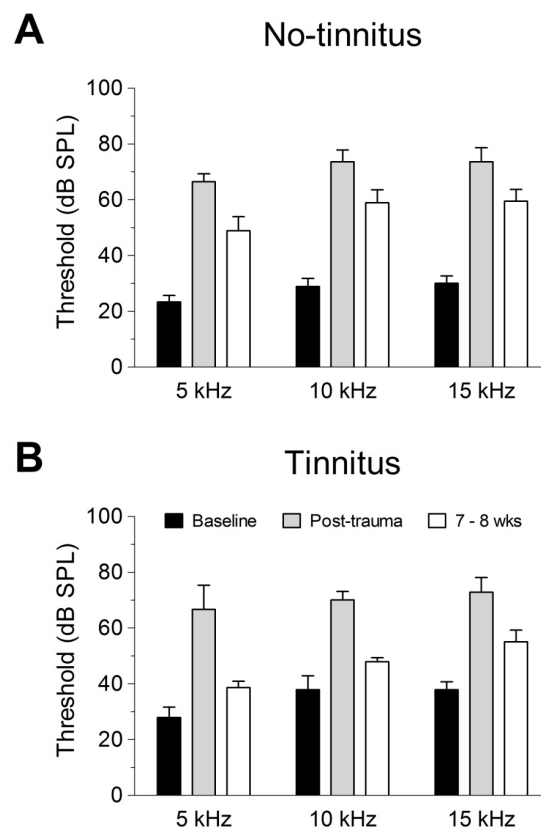 A
No-tinnitus
Threshold (dB SPL)
100
80
60
40
20
0
5 kHz 10 kHz 15 kHz
B
Tinnitus
Threshold (dB SPL)
100
Baseline Post-trauma 7 - 8 wks
80
60
40
20
0
5 kHz 10 kHz 15 kHz